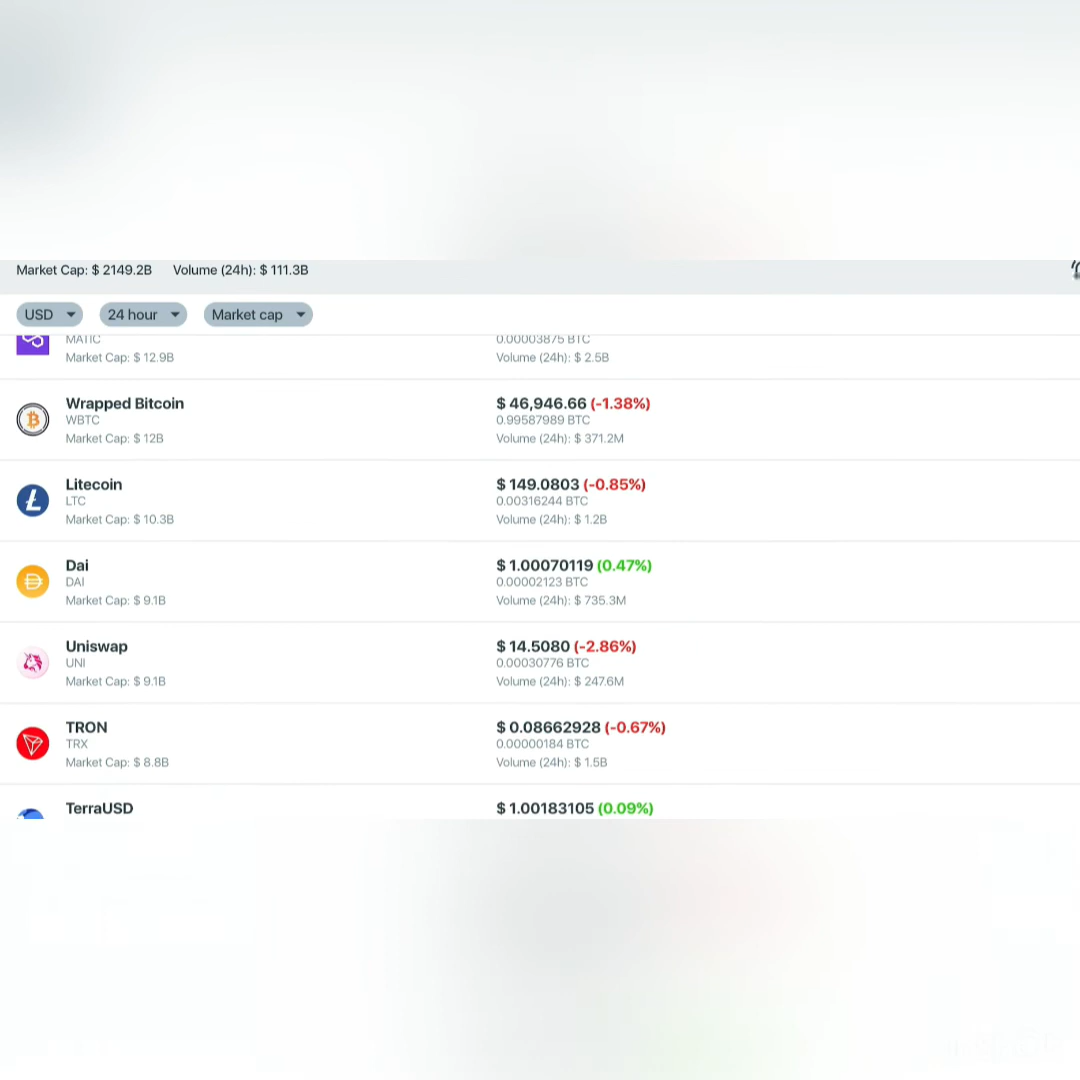 Market Cap: $ 2149.2B Volume (24h): $ 111.3B
USD 24 hour Market cap
MATIC 0.00003875 BTC
Market Cap: $ 12.9B Volume (24h): $ 2.5B
Wrapped Bitcoin $ 46,946.66 (-1.38%)
WBTC 0.99587989 BTC
Market Cap: $ 12B Volume (24h): $ 371.2M
Litecoin $ 149.0803 (-0.85%)
LTC 0.00316244 BTC
Market Cap: $ 10.3B Volume (24h): $ 1.2B
Dai $ 1.00070119 (0.47%)
DAI 0.00002123 BTC
Market Cap: $ 9.1B Volume (24h): $ 735.3M
Uniswap $ 14.5080 (-2.86%)
UNI 0.00030776 BTC
Market Cap: $ 9.1B Volume (24h): $ 247.6M
TRON $ 0.08662928 (-0.67%)
TRX 0.00000184 BTC
Market Cap: $ 8.8B Volume (24h): $ 1.5B
TerraUSD $ 1.00183105 (0.09%)